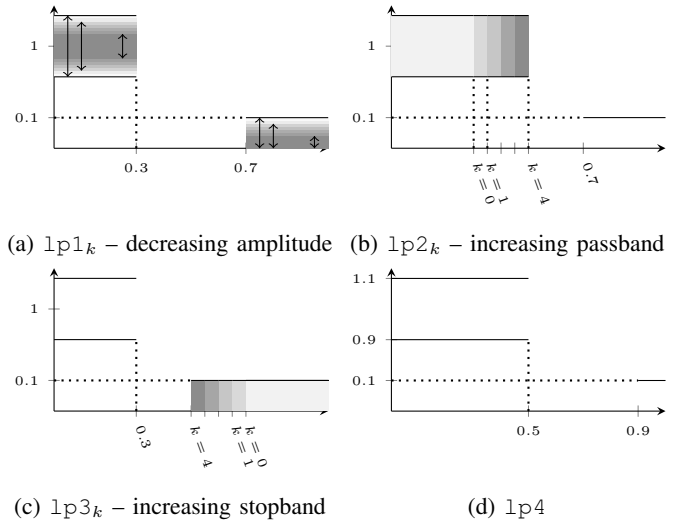 1
0.1
0.3
0.7
(a) lp1k – decreasing amplitude
1
0.1
k = 0
k = 1
k = 4
0.7
(b) lp2k – increasing passband
1
0.1
0.3
k = 4
k = 1
k = 0
(c) lp3k – increasing stopband
1.1
0.9
0.1
0.5
0.9
(d) lp4